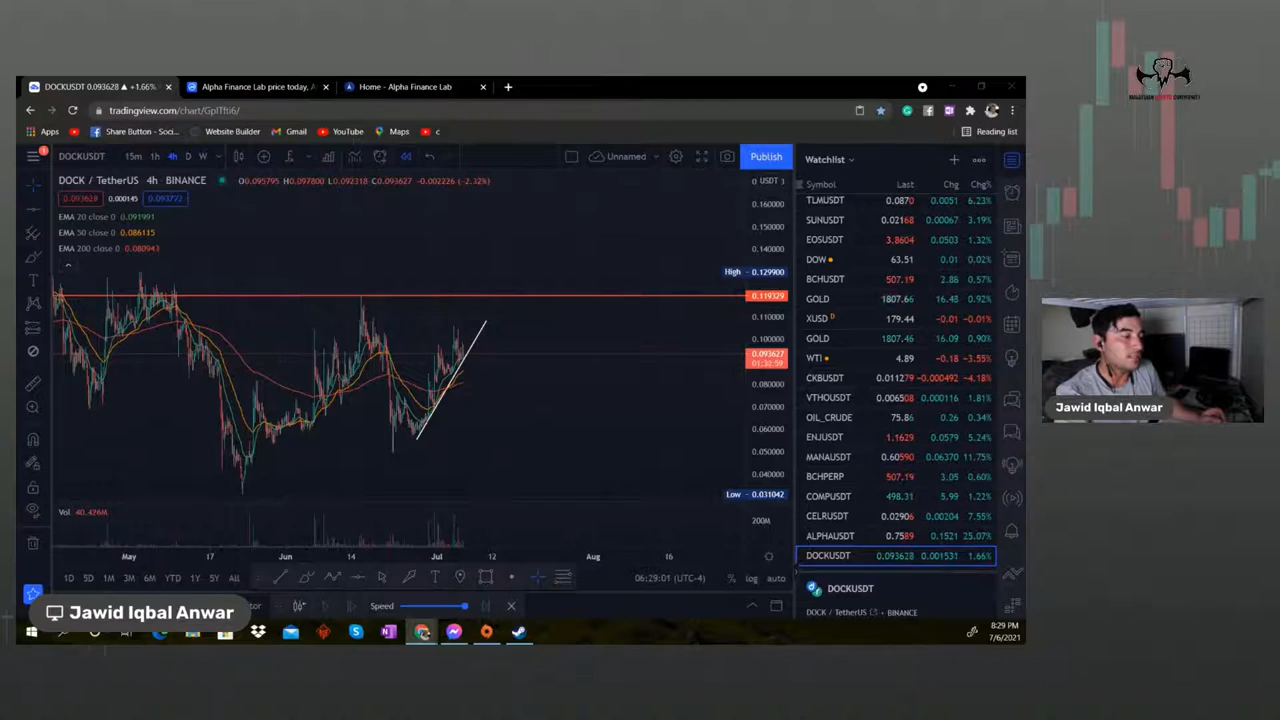 DOCKUSDT 0.093628 ▲ +1.66%
Alpha Finance Lab price today, A
Home - Alpha Finance Lab
tradingview.com/chart/GpITfti6/
Apps
Share Button - Soci...
Website Builder
Gmail
YouTube
Maps
c
Reading list
DOCKUSDT
15m 1h 4h D W
Unnamed
Publish
Watchlist
DOCK / TetherUS 4h BINANCE
O0.095795 H0.097800 L0.092318 C0.093627 -0.002226 (-2.32%)
0.093628 0.000145 0.093772
EMA 20 close 0 0.091991
EMA 50 close 0 0.086115
EMA 200 close 0 0.080943
USDT
0.160000
0.150000
0.140000
High 0.129900
0.119329
0.110000
0.100000
0.093627
01:30:59
0.080000
0.070000
0.060000
0.050000
0.040000
Low 0.031042
200M
Vol 40.426M
May 17 Jun 14 Jul 12 Aug 16
Symbol Last Chg Chg%
TLMUSDT 0.0870 0.0051 6.23%
SUNUSDT 0.02168 0.00067 3.19%
EOSUSDT 3.8604 0.0503 1.32%
DOW 63.51 0.01 0.02%
BCHUSDT 507.19 2.88 0.57%
GOLD 1807.66 16.48 0.92%
XUSD D 179.44 -0.01 -0.01%
GOLD 1807.46 16.09 0.90%
WTI 4.89 -0.18 -3.55%
CKBUSDT 0.011279 -0.000492 -4.18%
VTHOUSDT 0.006508 0.000116 1.81%
OIL_CRUDE 75.86 0.26 0.34%
ENJUSDT 1.1629 0.0579 5.24%
MANAUSDT 0.60590 0.06370 11.75%
BCHPERP 507.19 3.05 0.60%
COMPUSDT 498.31 5.99 1.22%
CELRUSDT 0.02906 0.00204 7.55%
ALPHAUSDT 0.7589 0.1521 25.07%
DOCKUSDT 0.093628 0.001531 1.66%
DOCKUSDT
DOCK / TetherUS BINANCE
1D 5D 1M 3M 6M YTD 1Y 5Y All
06:29:01 (UTC-4)
% log auto
Speed
Jawid Iqbal Anwar
8:29 PM
7/6/2021
Jawid Iqbal Anwar